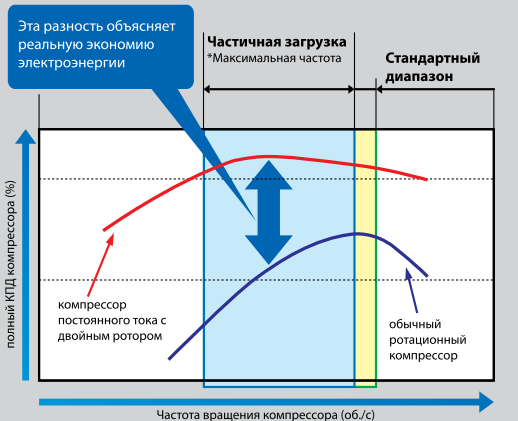 Эта разность объясняет
реальную экономию
электроэнергии
Частичная загрузка
*Максимальная частота
Стандартный
диапазон
полный КПД компрессора (%)
компрессор
постоянного тока с
двойным ротором
обычный
ротационный
компрессор
Частота вращения компрессора (об./с)